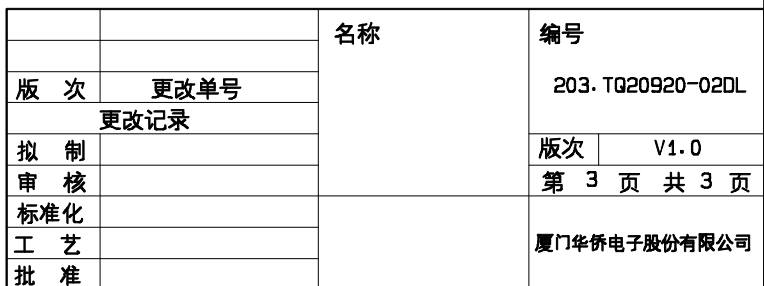 名称
编号
203.TQ20920-02DL
版 次 更改单号
更改记录
拟 制
版次 V1.0
审 核
第 3 页 共 3 页
标准化
工 艺
厦门华侨电子股份有限公司
批 准